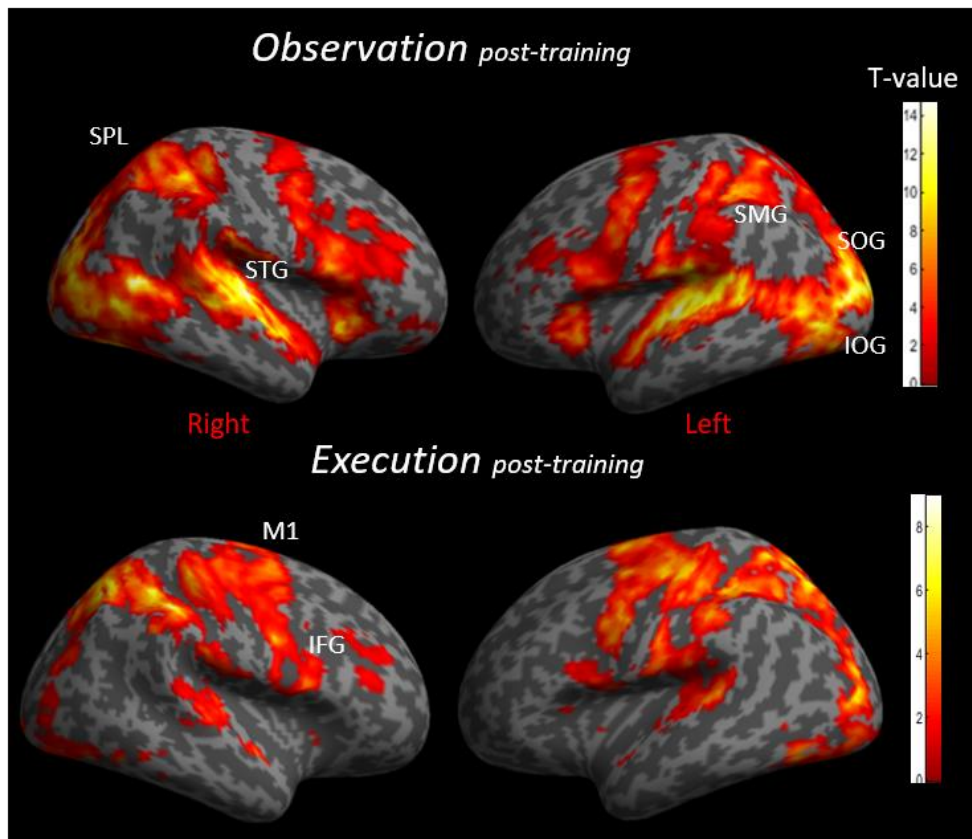 Observation post-training
T-value
14
12
10
8
6
4
2
0
SPL
STG
SMG
SOG
IOG
Right
Left
Execution post-training
8
6
4
2
0
M1
IFG